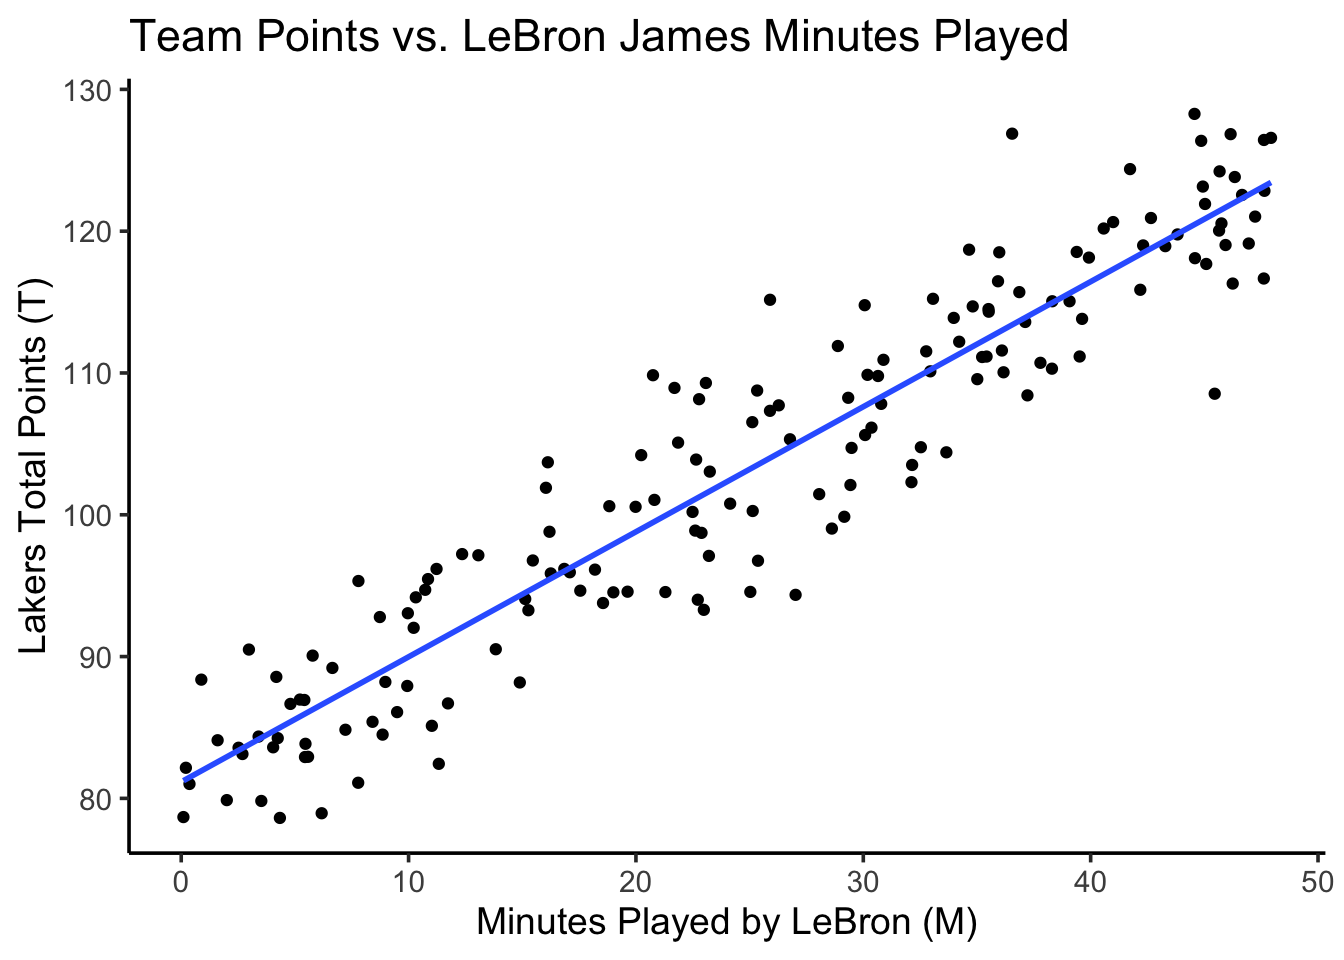 Team Points vs. LeBron James Minutes Played
130
120
110
100
90
80
Lakers Total Points (T)
0 10 20 30 40 50
Minutes Played by LeBron (M)